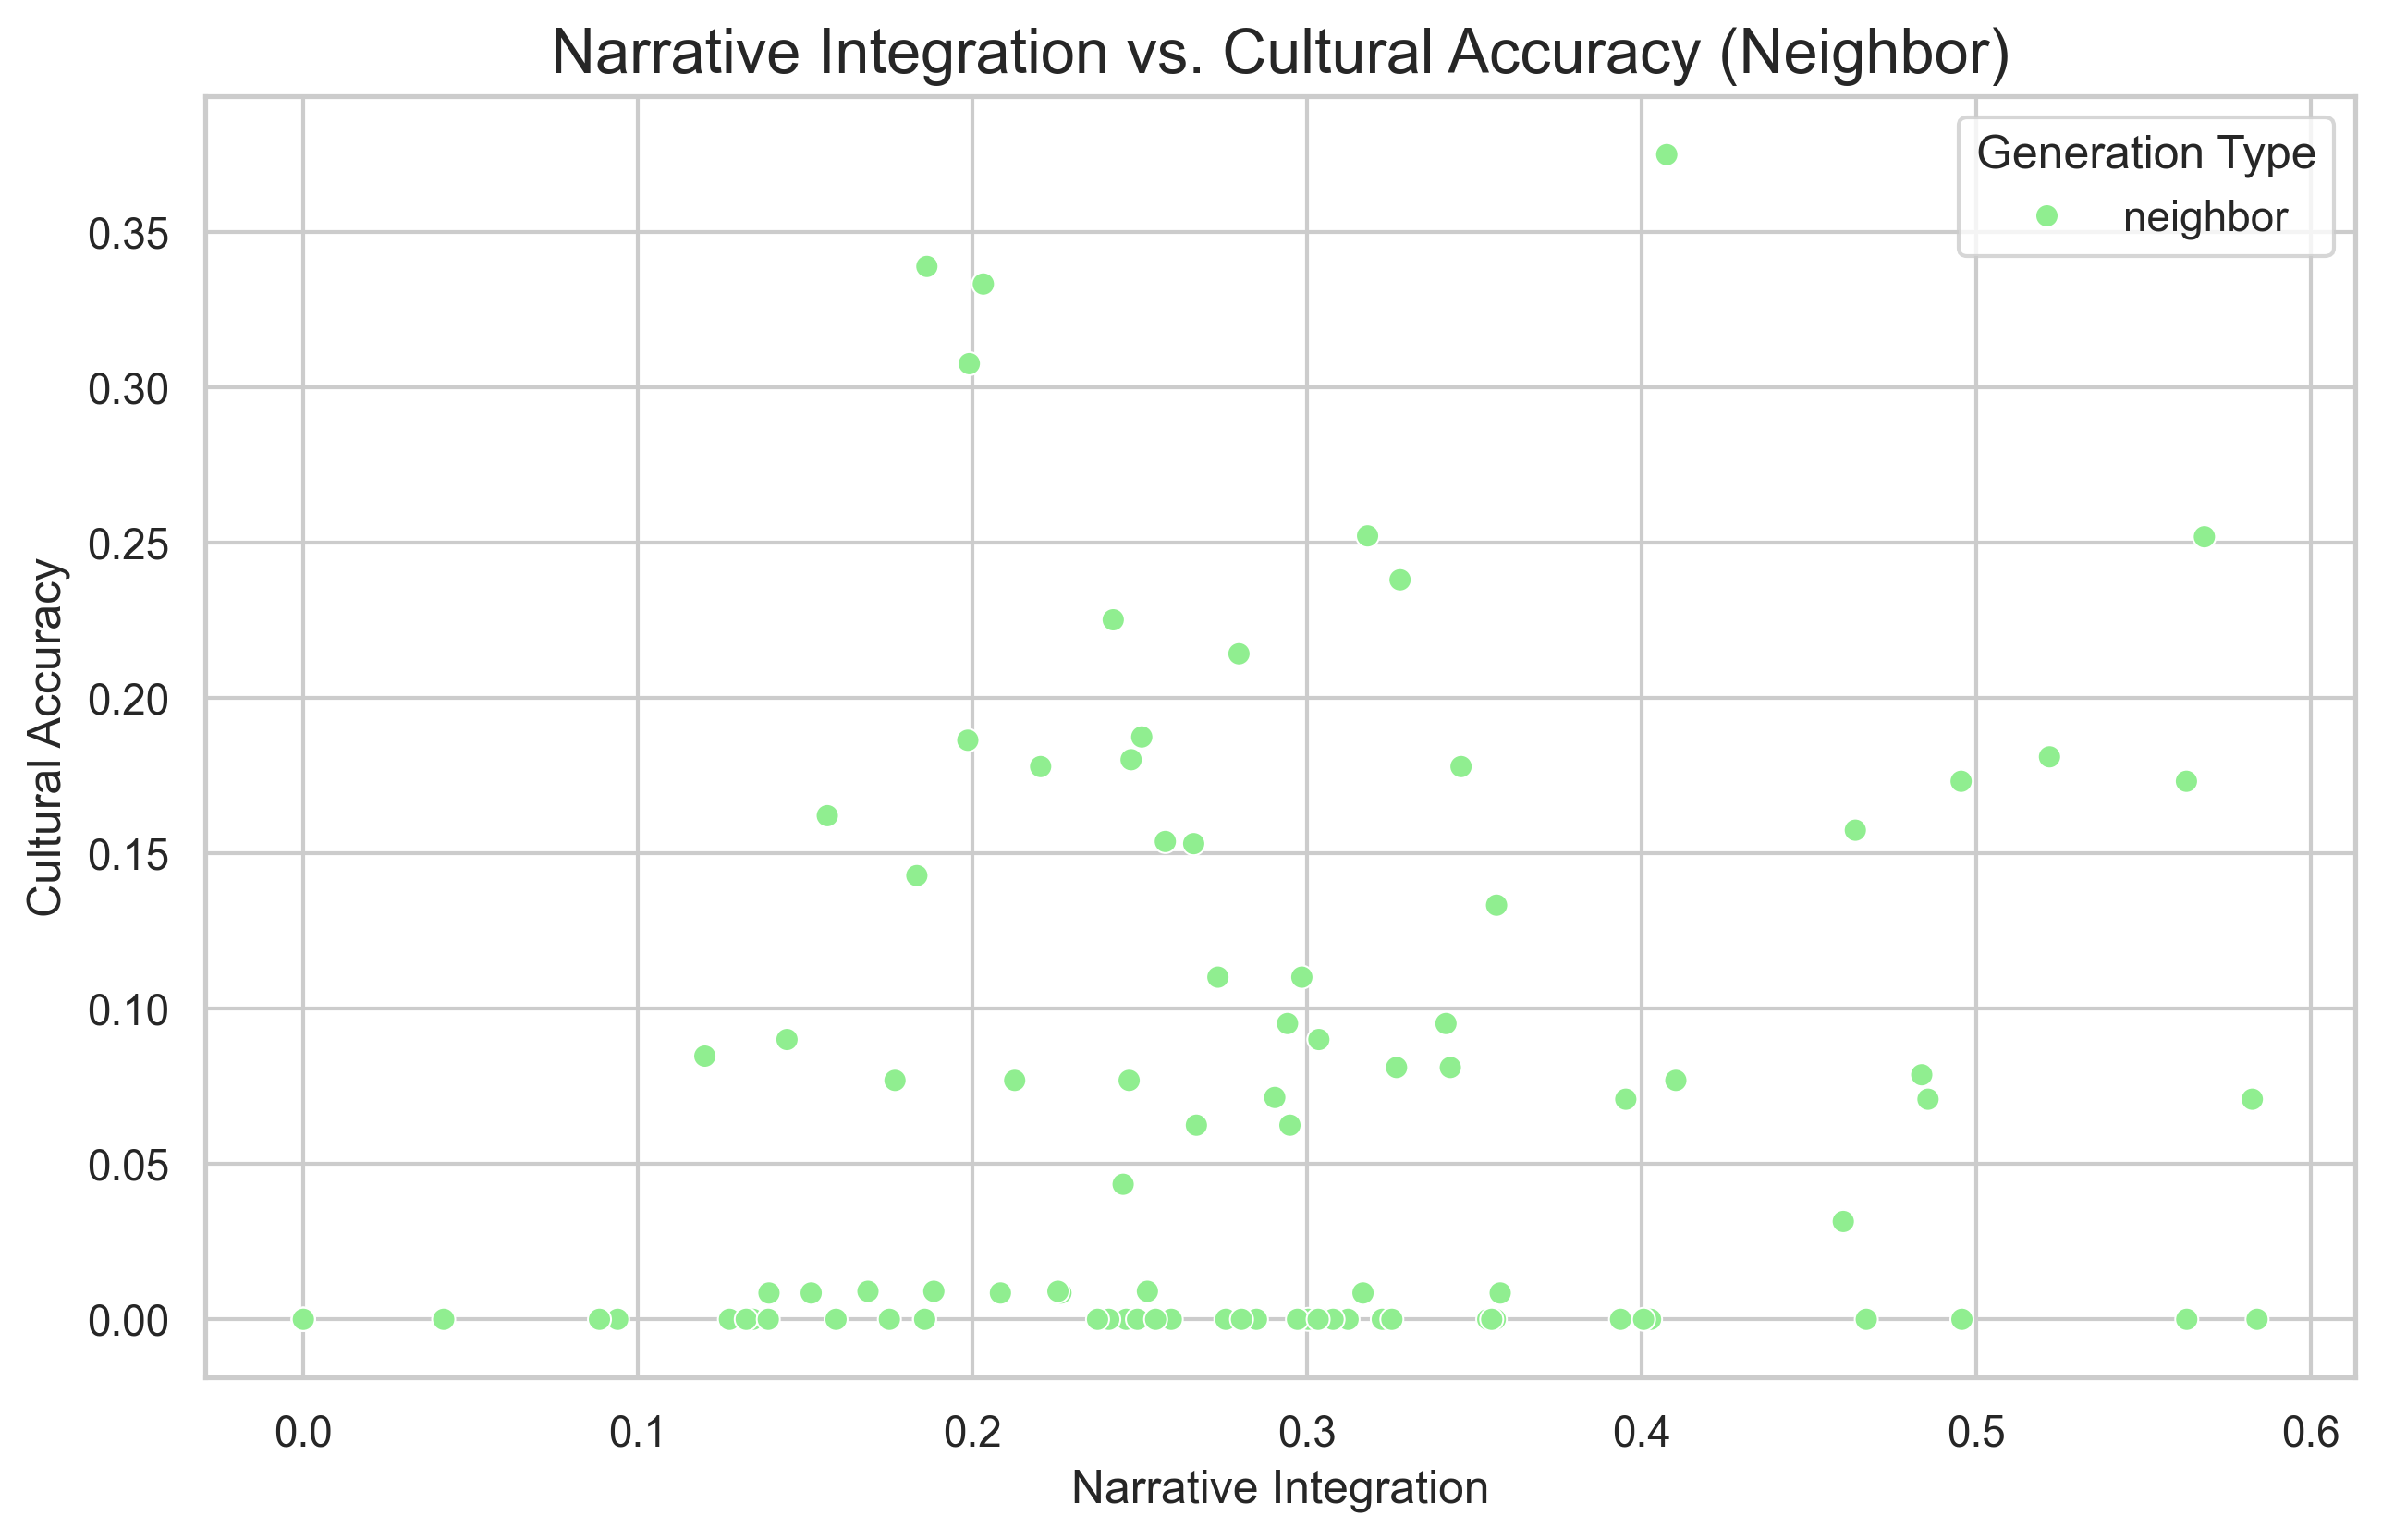 Narrative Integration vs. Cultural Accuracy (Neighbor)
Generation Type
neighbor
Cultural Accuracy
0.35
0.30
0.25
0.20
0.15
0.10
0.05
0.00
0.0 0.1 0.2 0.3 0.4 0.5 0.6
Narrative Integration